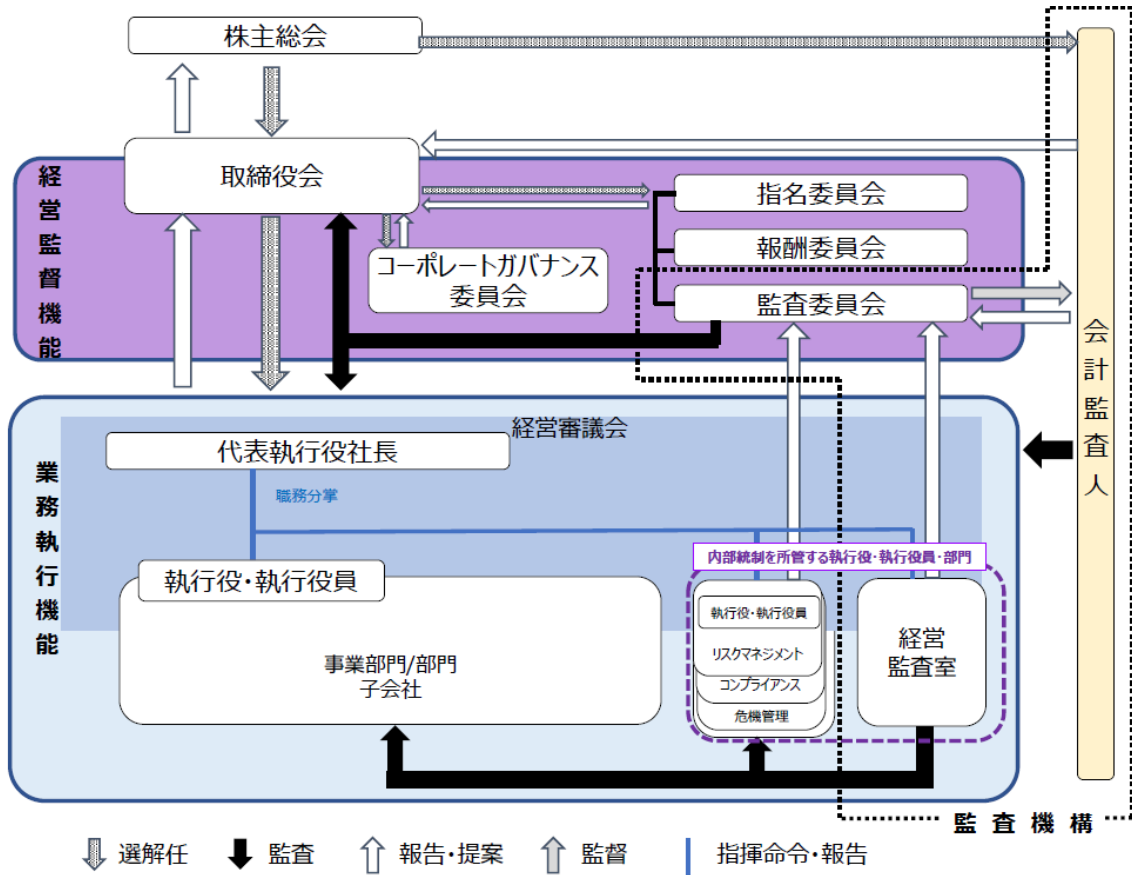 株主総会
取締役会
経営監督機能
指名委員会
報酬委員会
監査委員会
コーポレートガバナンス
委員会
会計監査人
経営審議会
代表執行役社長
業務執行機能
職務分掌
内部統制を所管する執行役・執行役員・部門
執行役・執行役員
事業部門/部門
子会社
執行役・執行役員
リスクマネジメント
コンプライアンス
危機管理
経営
監査室
監査機構
選解任
監査
報告・提案
監督
指揮命令・報告